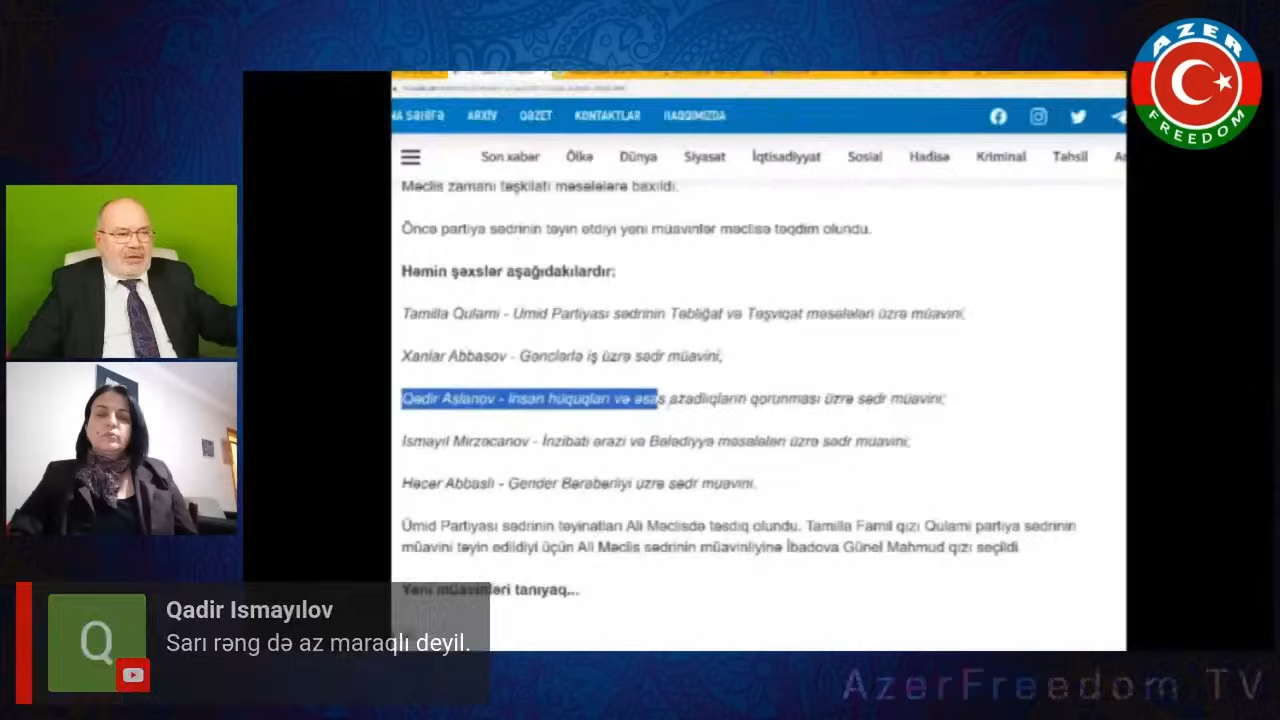 AZER
FREEDOM
NA SƏHİFƏ ARXİV QƏZET KONTAKTLAR HAQQIMIZDA
Son xəbər Ölkə Dünya Siyasət İqtisadiyyat Sosial Hadisə Kriminal Təhsil
Məclis zamanı təşkilati məsələlərə baxıldı.
Öncə partiya sədrinin təyin etdiyi yeni müavinlər məclisə təqdim olundu.
Həmin şəxslər aşağıdakılardır:
Tamilla Qulami - Ümid Partiyası sədrinin Təbliğat və Təşviqat məsələləri üzrə müavini;
Xanlar Abbasov - Gənclərlə iş üzrə sədr müavini;
Qədir Aslanov - İnsan hüquqları və əsas azadlıqların qorunması üzrə sədr müavini;
İsmayıl Mirzəcanov - İnzibati ərazi və Bələdiyyə məsələləri üzrə sədr müavini;
Həcər Abbaslı - Gender Bərabərliyi üzrə sədr müavini.
Ümid Partiyası sədrinin təyinatları Ali Məclisdə təsdiq olundu. Tamilla Famil qızı Qulami partiya sədrinin
müavini təyin edildiyi üçün Ali Məclis sədrinin müavinliyinə İbadova Günel Mahmud qızı seçildi.
Yeni müavinləri tanıyaq...
Q
Qadir Ismayılov
Sarı rəng də az maraqlı deyil.
AzerFreedom TV